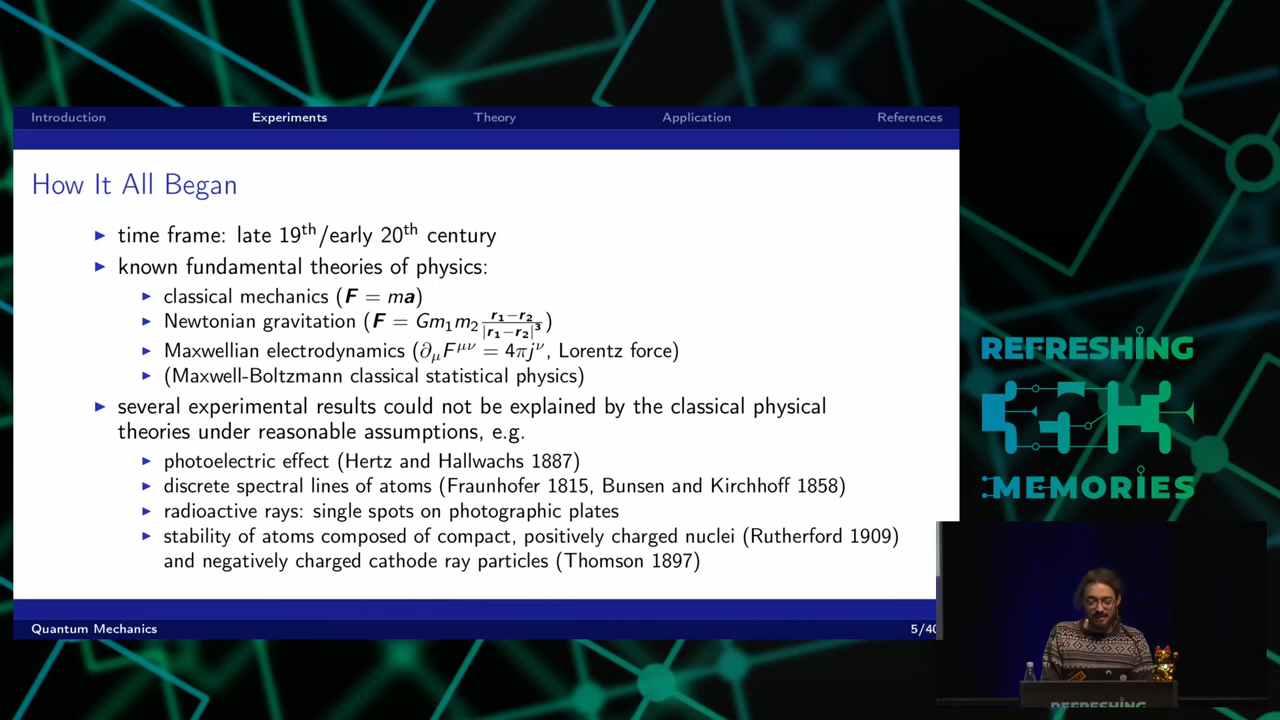 Introduction Experiments Theory Application References
How It All Began
▶ time frame: late 19th/early 20th century
▶ known fundamental theories of physics:
▶ classical mechanics (F = ma)
▶ Newtonian gravitation (F = Gm₁m₂ r₁−r₂/|r₁−r₂|³)
▶ Maxwellian electrodynamics (∂μFμν = 4πjν, Lorentz force)
▶ (Maxwell-Boltzmann classical statistical physics)
▶ several experimental results could not be explained by the classical physical
theories under reasonable assumptions, e.g.
▶ photoelectric effect (Hertz and Hallwachs 1887)
▶ discrete spectral lines of atoms (Fraunhofer 1815, Bunsen and Kirchhoff 1858)
▶ radioactive rays: single spots on photographic plates
▶ stability of atoms composed of compact, positively charged nuclei (Rutherford 1909)
and negatively charged cathode ray particles (Thomson 1897)
Quantum Mechanics 5/40
REFRESHING
MEMORIES
REFRESHING